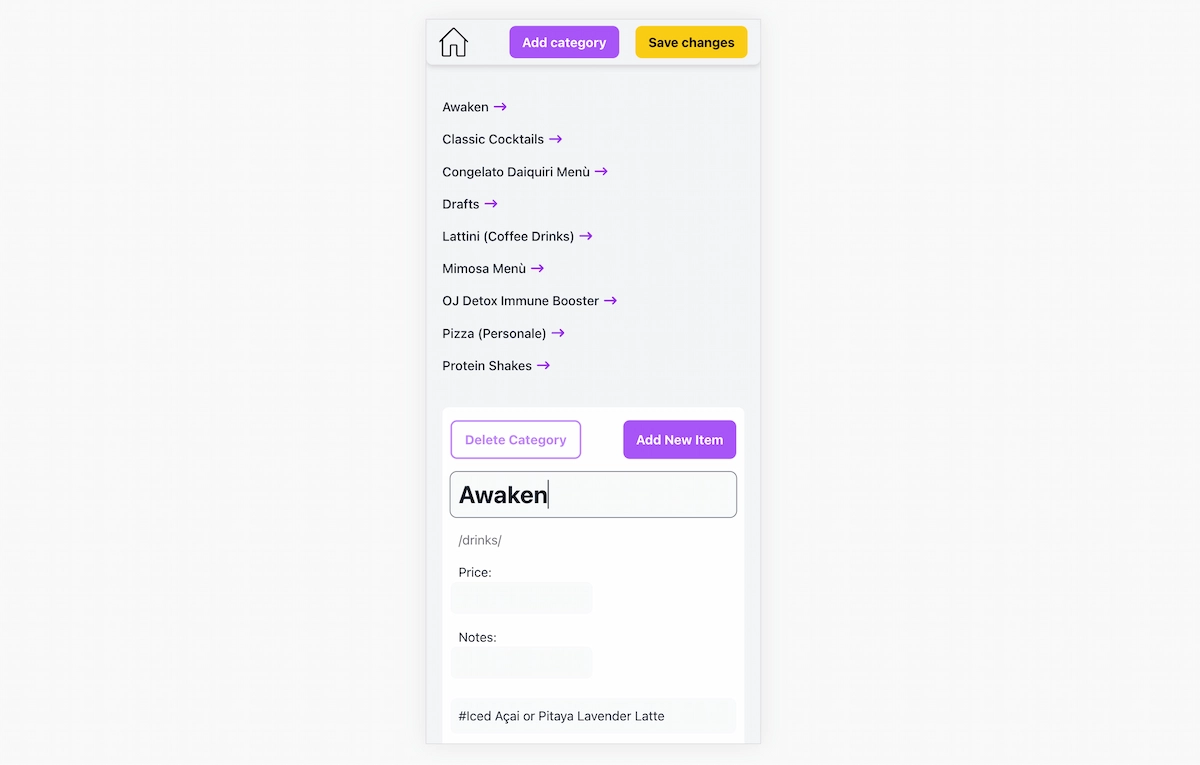 Add category
Save changes
Awaken →
Classic Cocktails →
Congelato Daiquiri Menù →
Drafts →
Lattini (Coffee Drinks) →
Mimosa Menù →
OJ Detox Immune Booster →
Pizza (Personale) →
Protein Shakes →
Delete Category
Add New Item
Awaken
/drinks/
Price:
Notes:
#Iced Açai or Pitaya Lavender Latte